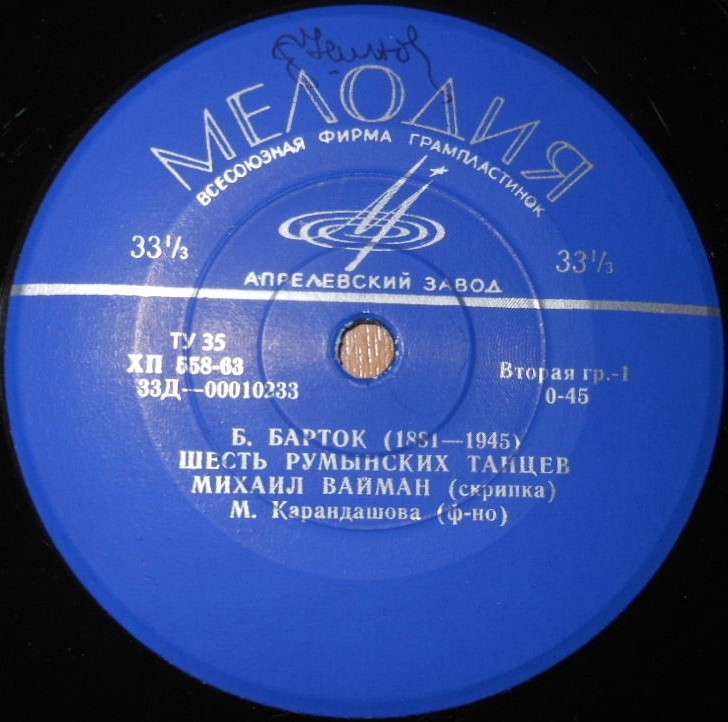 МЕЛОДИЯ
ВСЕСОЮЗНАЯ ФИРМА ГРАМПЛАСТИНОК
33⅓
33⅓
АПРЕЛЕВСКИЙ ЗАВОД
ТУ 35
ХП 558-63
33Д—00010233
Вторая гр.-1
0-45
Б. БАРТОК (1881—1945)
ШЕСТЬ РУМЫНСКИХ ТАНЦЕВ
МИХАИЛ ВАЙМАН (скрипка)
М. Карандашова (ф-но)